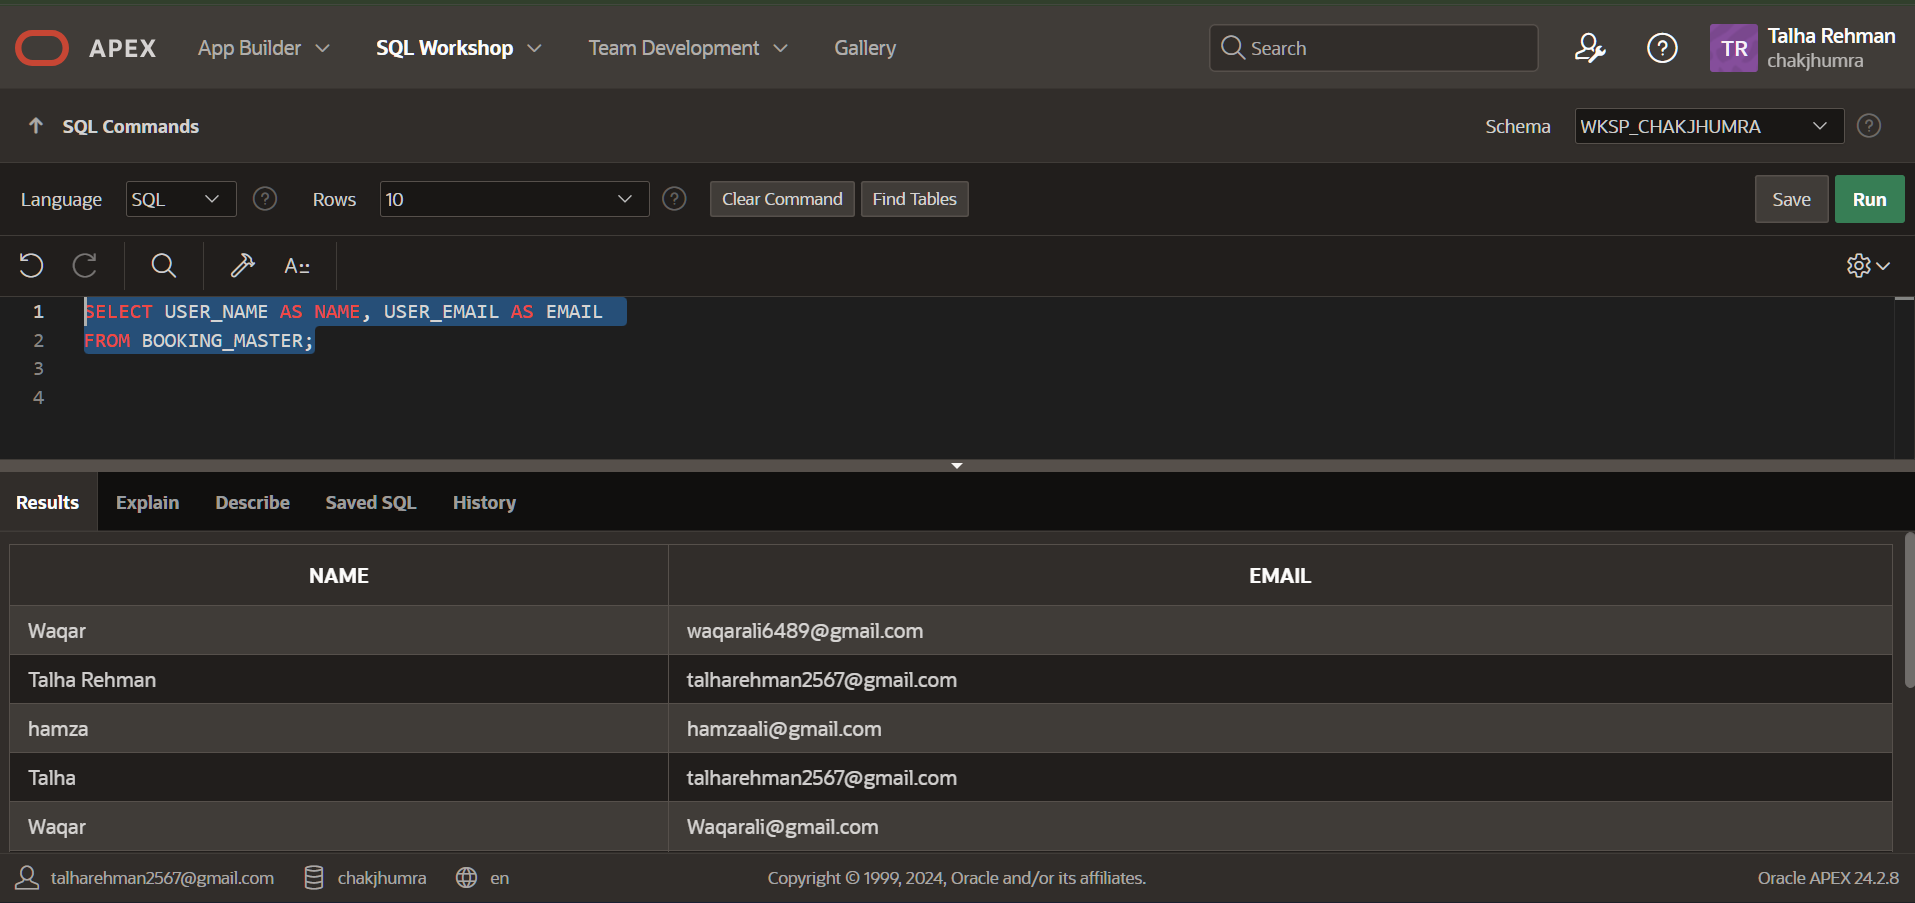 APEX App Builder SQL Workshop Team Development Gallery Search TR Talha Rehman
chakjhumra
SQL Commands Schema WKSP_CHAKJHUMRA
Language SQL Rows 10 Clear Command Find Tables Save Run
A::
1 SELECT USER_NAME AS NAME, USER_EMAIL AS EMAIL
2 FROM BOOKING_MASTER;
3
4
Results Explain Describe Saved SQL History
NAME EMAIL
Waqar waqarali6489@gmail.com
Talha Rehman talharehman2567@gmail.com
hamza hamzaali@gmail.com
Talha talharehman2567@gmail.com
Waqar Waqarali@gmail.com
talharehman2567@gmail.com chakjhumra en Copyright © 1999, 2024, Oracle and/or its affiliates. Oracle APEX 24.2.8